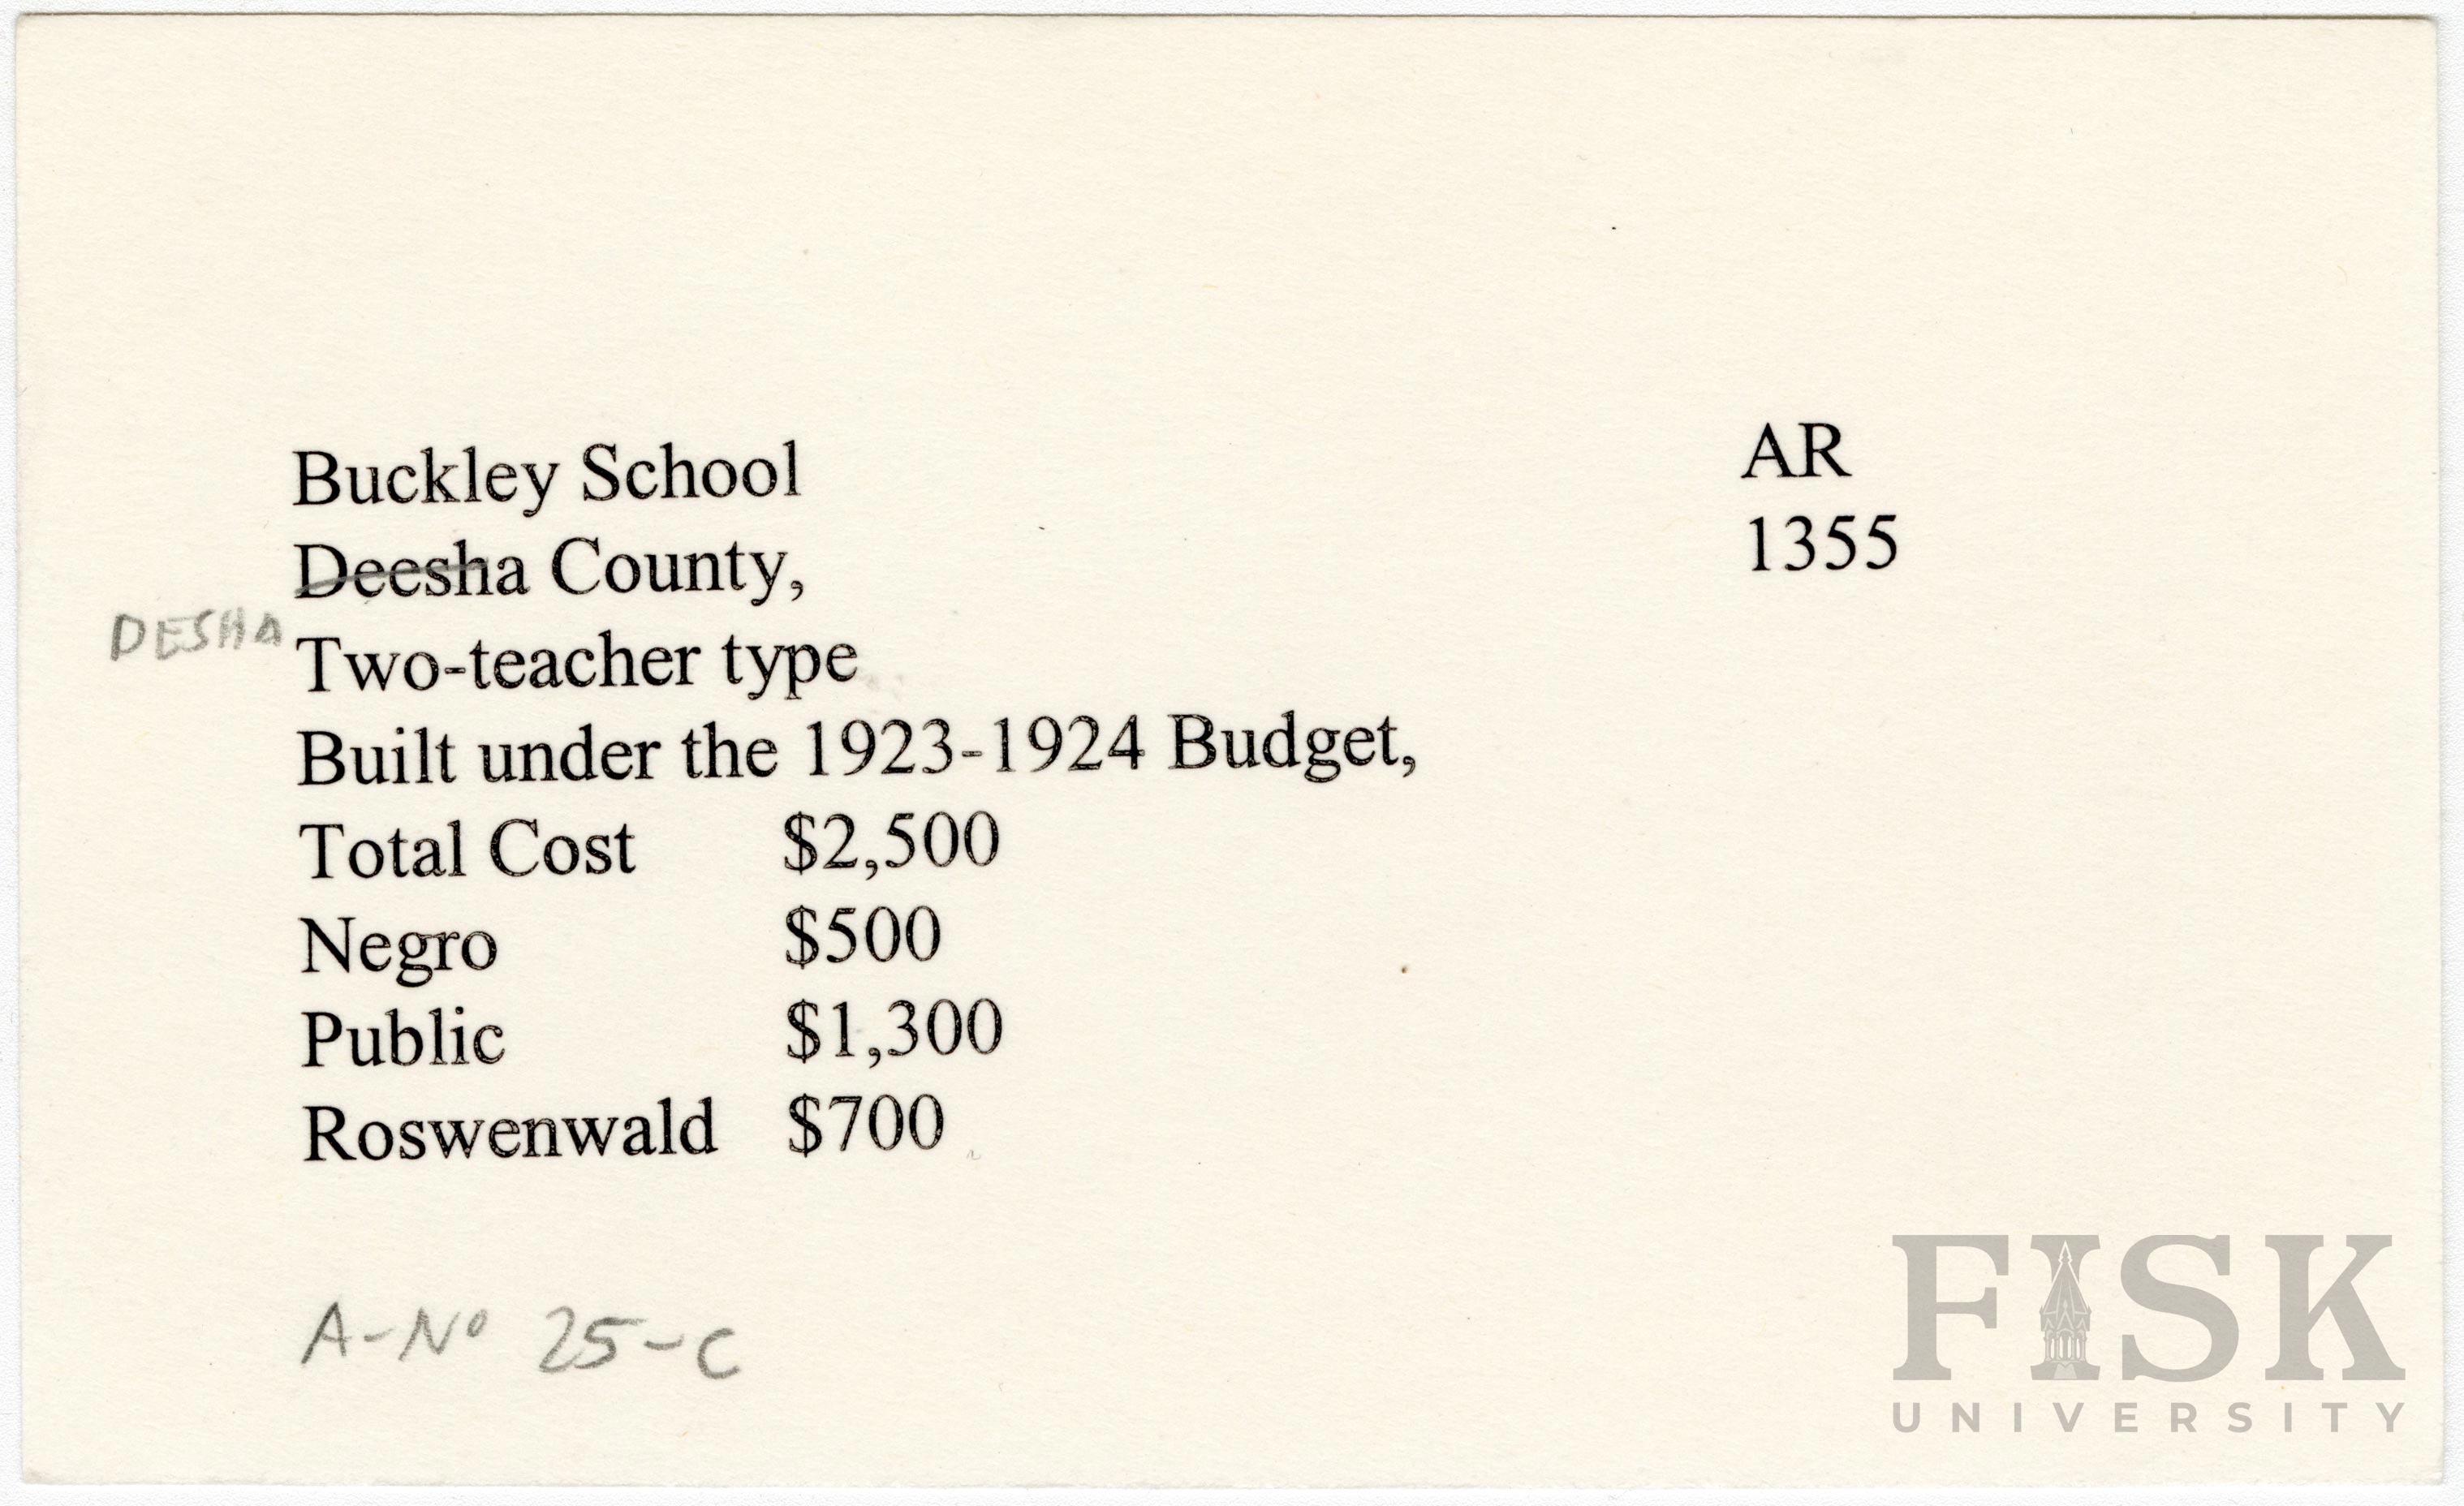 Buckley School
AR
Deesha County,
1355
DESHA
Two-teacher type
Built under the 1923-1924 Budget,
Total Cost $2,500
Negro $500
Public $1,300
Roswenwald $700
A-No 25-C
FISK
UNIVERSITY